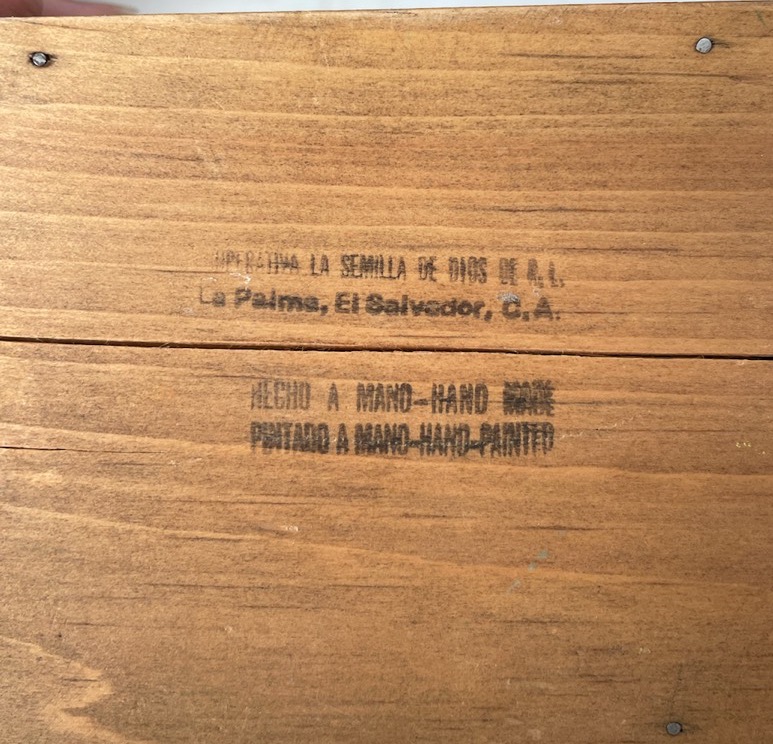 LA SEMILLA DE DIOS DE R.L.
La Palma, El Salvador, C.A.
HECHO A MANO-HAND MADE
PINTADO A MANO-HAND-PAINTED